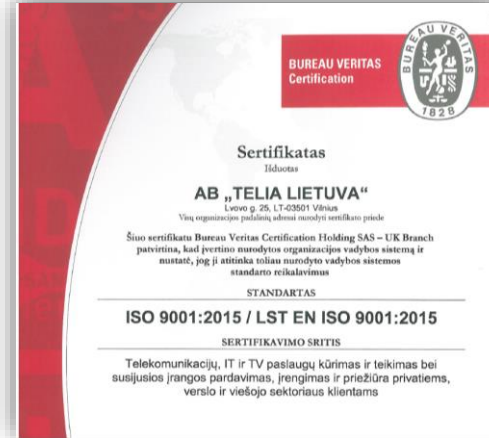 BUREAU VERITAS
Certification
BUREAU VERITAS
1828
Sertifikatas
Išduotas
AB „TELIA LIETUVA“
Lvovo g. 25, LT-03501 Vilnius
Visų organizacijos padalinių adresai nurodyti sertifikato priede
Šiuo sertifikatu Bureau Veritas Certification Holding SAS – UK Branch
patvirtina, kad įvertino nurodytos organizacijos vadybos sistemą ir
nustatė, jog ji atitinka toliau nurodyto vadybos sistemos
standarto reikalavimus
STANDARTAS
ISO 9001:2015 / LST EN ISO 9001:2015
SERTIFIKAVIMO SRITIS
Telekomunikacijų, IT ir TV paslaugų kūrimas ir teikimas bei
susijusios įrangos pardavimas, įrengimas ir priežiūra privatiems,
verslo ir viešojo sektoriaus klientams